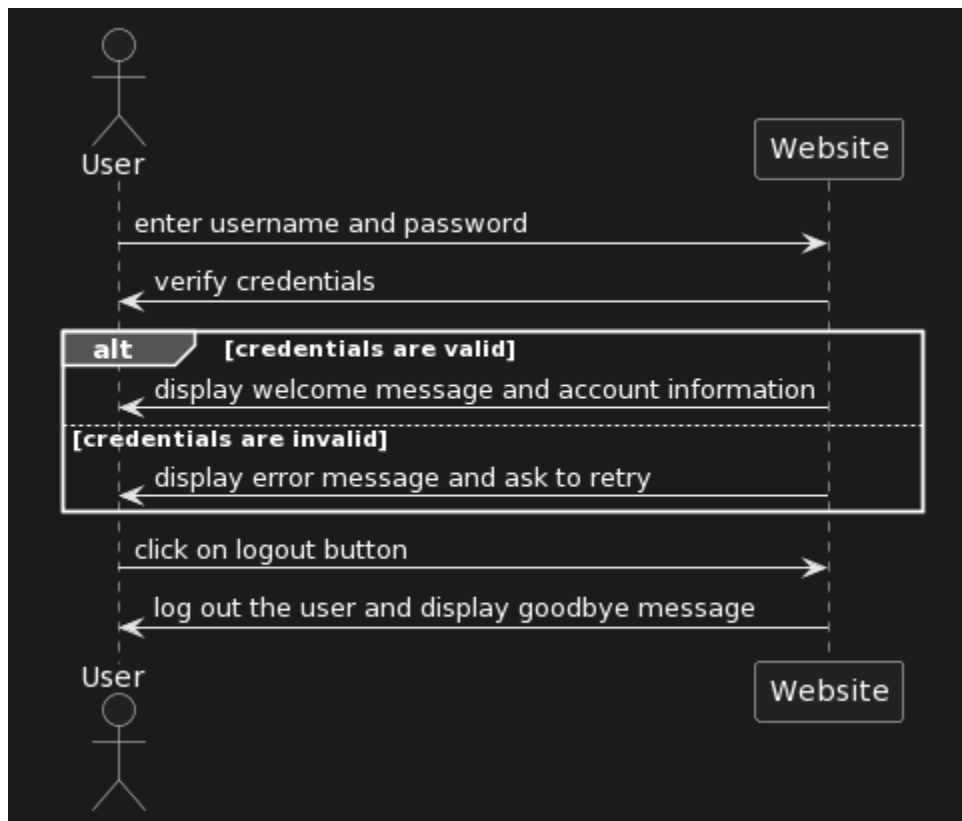 User
Website
enter username and password
verify credentials
alt [credentials are valid]
display welcome message and account information
[credentials are invalid]
display error message and ask to retry
click on logout button
log out the user and display goodbye message
User
Website